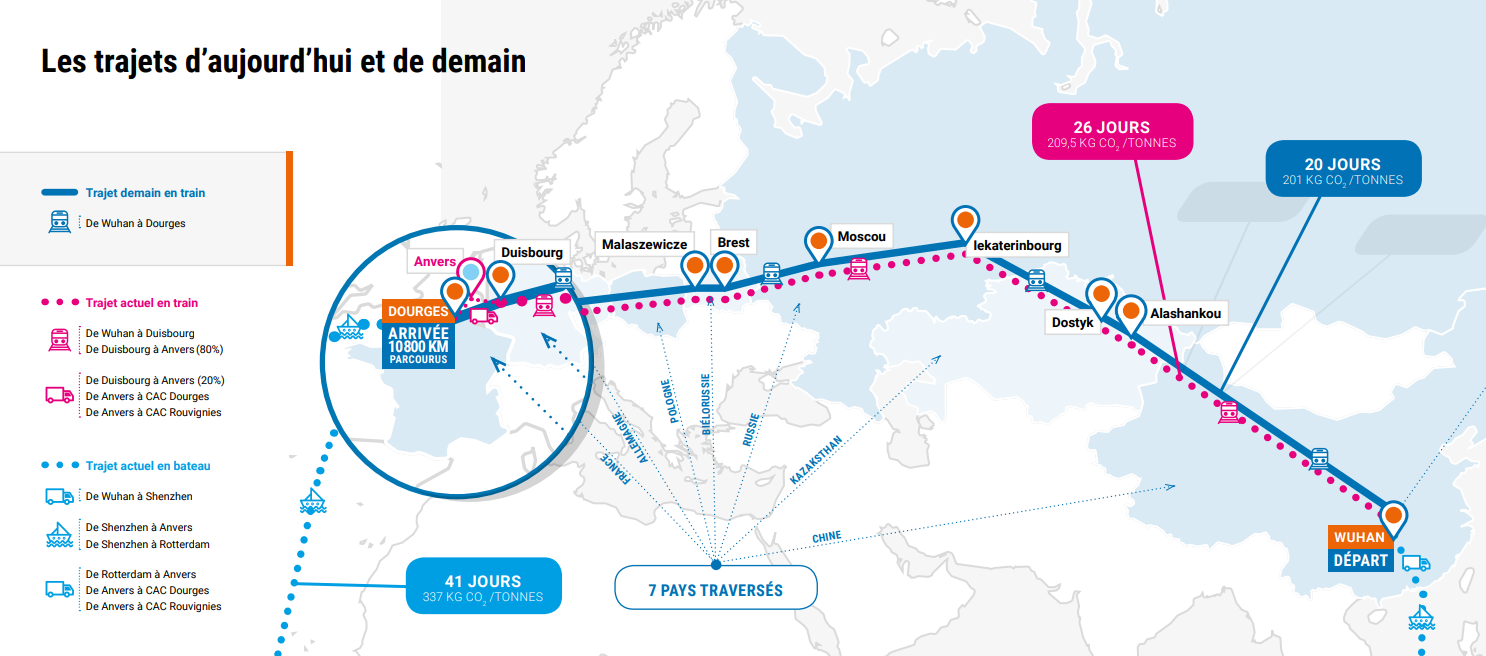 Les trajets d’aujourd’hui et de demain
Trajet demain en train
De Wuhan à Dourges
Trajet actuel en train
De Wuhan à Duisbourg
De Duisbourg à Anvers (80%)
De Duisbourg à Anvers (20%)
De Anvers à CAC Dourges
De Anvers à CAC Rouvignies
Trajet actuel en bateau
De Wuhan à Shenzhen
De Shenzhen à Anvers
De Shenzhen à Rotterdam
De Rotterdam à Anvers
De Anvers à CAC Dourges
De Anvers à CAC Rouvignies
26 JOURS
209,5 KG CO2 /TONNES
20 JOURS
201 KG CO2 /TONNES
Anvers
Duisbourg
Malaszewicze
Brest
Moscou
Iekaterinbourg
Dostyk
Alashankou
DOURGES
ARRIVÉE
10800 KM
PARCOURUS
FRANCE
ALLEMAGNE
POLOGNE
BIÉLORUSSIE
RUSSIE
KAZAKSTHAN
CHINE
WUHAN
DÉPART
41 JOURS
337 KG CO2 /TONNES
7 PAYS TRAVERSÉS